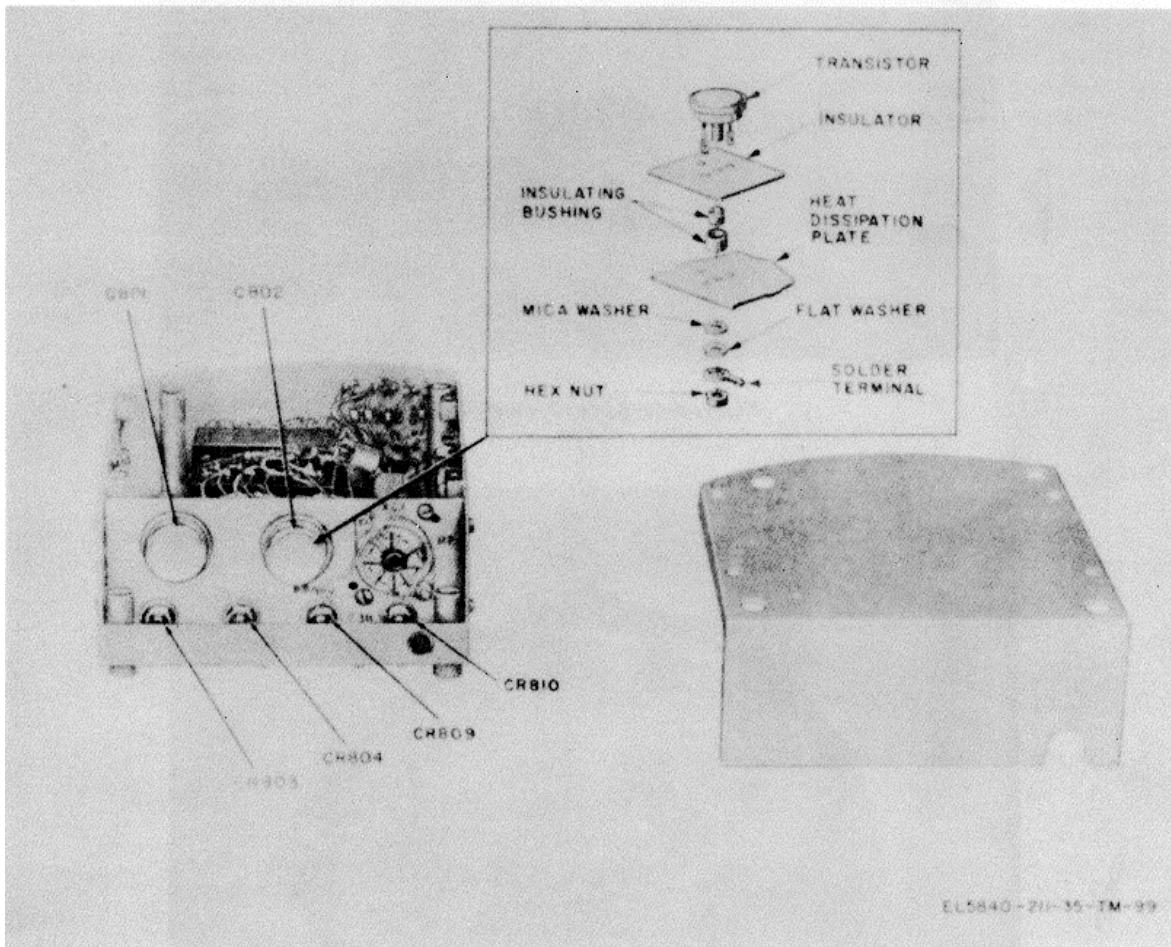 TRANSISTOR
INSULATOR
INSULATING
BUSHING
HEAT
DISSIPATION
PLATE
MICA WASHER
FLAT WASHER
SOLDER
TERMINAL
HEX NUT
CR810
CR809
CR804
CR803
EL5840-211-35-TM-99